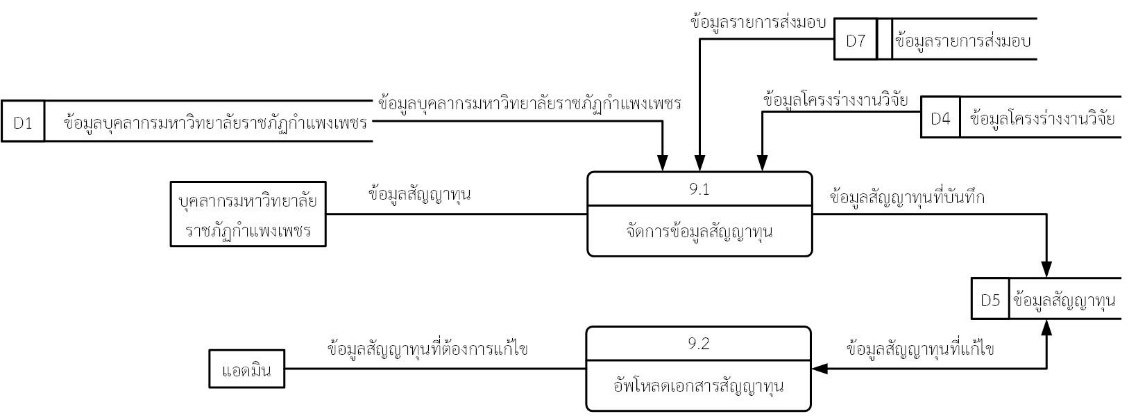 ข้อมูลรายการส่งมอบ
D7 ข้อมูลรายการส่งมอบ
ข้อมูลบุคลากรมหาวิทยาลัยราชภัฏกำแพงเพชร
ข้อมูลโครงร่างงานวิจัย
D1 ข้อมูลบุคลากรมหาวิทยาลัยราชภัฏกำแพงเพชร
D4 ข้อมูลโครงร่างงานวิจัย
บุคลากรมหาวิทยาลัย
ราชภัฏกำแพงเพชร
ข้อมูลสัญญาทุน
9.1
จัดการข้อมูลสัญญาทุน
ข้อมูลสัญญาทุนที่บันทึก
D5 ข้อมูลสัญญาทุน
แอดมิน
ข้อมูลสัญญาทุนที่ต้องการแก้ไข
9.2
อัพโหลดเอกสารสัญญาทุน
ข้อมูลสัญญาทุนที่แก้ไข